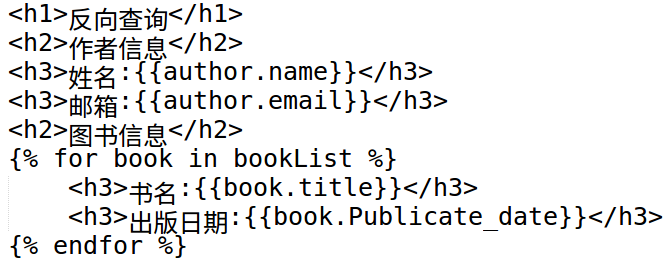 <h1>反向查询</h1>
<h2>作者信息</h2>
<h3>姓名:{{author.name}}</h3>
<h3>邮箱:{{author.email}}</h3>
<h2>图书信息</h2>
{% for book in bookList %}
    <h3>书名:{{book.title}}</h3>
    <h3>出版日期:{{book.Publicate_date}}</h3>
{% endfor %}